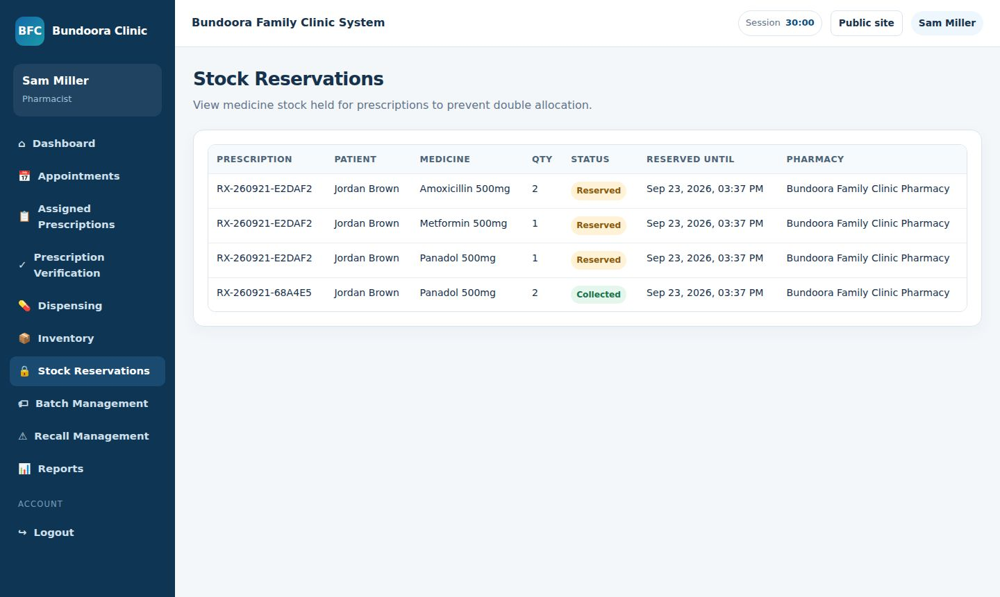 BFC Bundoora Clinic
Sam Miller
Pharmacist
Dashboard
Appointments
Assigned
Prescriptions
Prescription
Verification
Dispensing
Inventory
Stock Reservations
Batch Management
Recall Management
Reports
ACCOUNT
Logout
Bundoora Family Clinic System
Session 30:00
Public site
Sam Miller
Stock Reservations
View medicine stock held for prescriptions to prevent double allocation.
PRESCRIPTION PATIENT MEDICINE QTY STATUS RESERVED UNTIL PHARMACY
RX-260921-E2DAF2 Jordan Brown Amoxicillin 500mg 2 Reserved Sep 23, 2026, 03:37 PM Bundoora Family Clinic Pharmacy
RX-260921-E2DAF2 Jordan Brown Metformin 500mg 1 Reserved Sep 23, 2026, 03:37 PM Bundoora Family Clinic Pharmacy
RX-260921-E2DAF2 Jordan Brown Panadol 500mg 1 Reserved Sep 23, 2026, 03:37 PM Bundoora Family Clinic Pharmacy
RX-260921-68A4E5 Jordan Brown Panadol 500mg 2 Collected Sep 23, 2026, 03:37 PM Bundoora Family Clinic Pharmacy